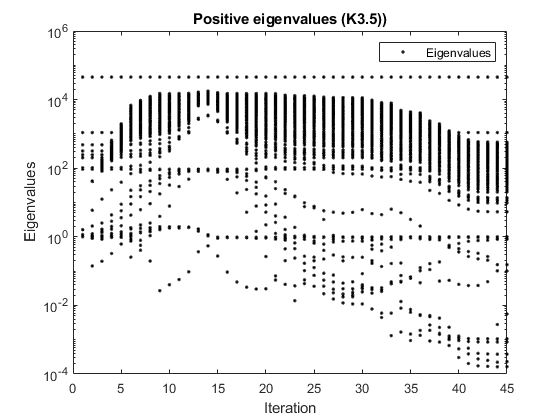 Positive eigenvalues (K3.5))
10^6
10^4
10^2
10^0
10^-2
10^-4
Eigenvalues
Eigenvalues
0 5 10 15 20 25 30 35 40 45
Iteration